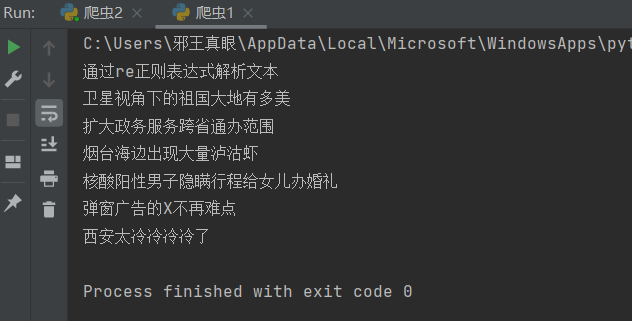 Run: 爬虫2 × 爬虫1 ×
C:\Users\邪王真眼\AppData\Local\Microsoft\WindowsApps\pyt
通过re正则表达式解析文本
卫星视角下的祖国大地有多美
扩大政务服务跨省通办范围
烟台海边出现大量泸沽虾
核酸阳性男子隐瞒行程给女儿办婚礼
弹窗广告的X不再难点
西安太冷冷冷冷了
Process finished with exit code 0